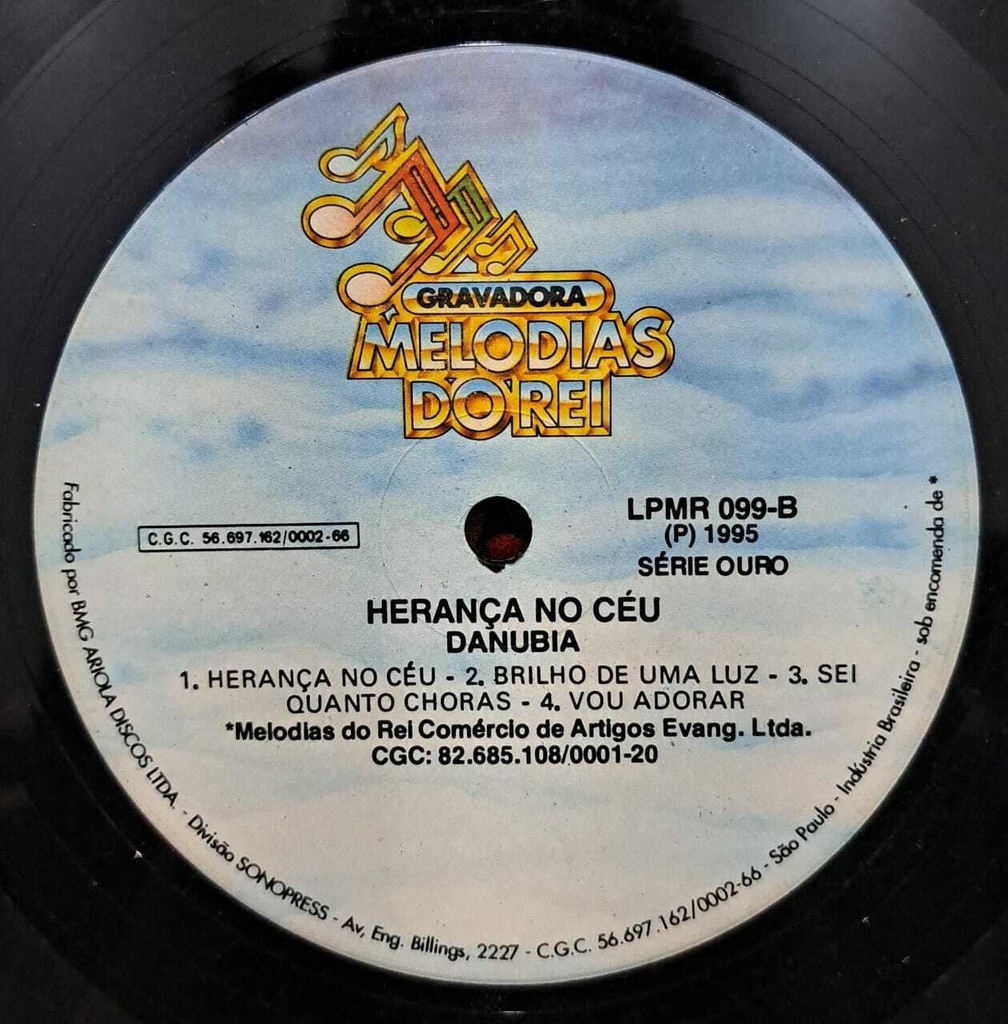 GRAVADORA
MELODIAS
DO REI
LPMR 099-B
(P) 1995
SÉRIE OURO
C.G.C. 56.697.162/0002-66
HERANÇA NO CÉU
DANUBIA
1. HERANÇA NO CÉU - 2. BRILHO DE UMA LUZ - 3. SEI
QUANTO CHORAS - 4. VOU ADORAR
*Melodias do Rei Comércio de Artigos Evang. Ltda.
CGC: 82.685.108/0001-20
Fabricado por BMG ARIOLA DISCOS LTDA. - Divisão SONOPRESS - Av. Eng. Billings, 2227 - C.G.C. 56.697.162/0002-66 - São Paulo - Indústria Brasileira - sob encomenda de *